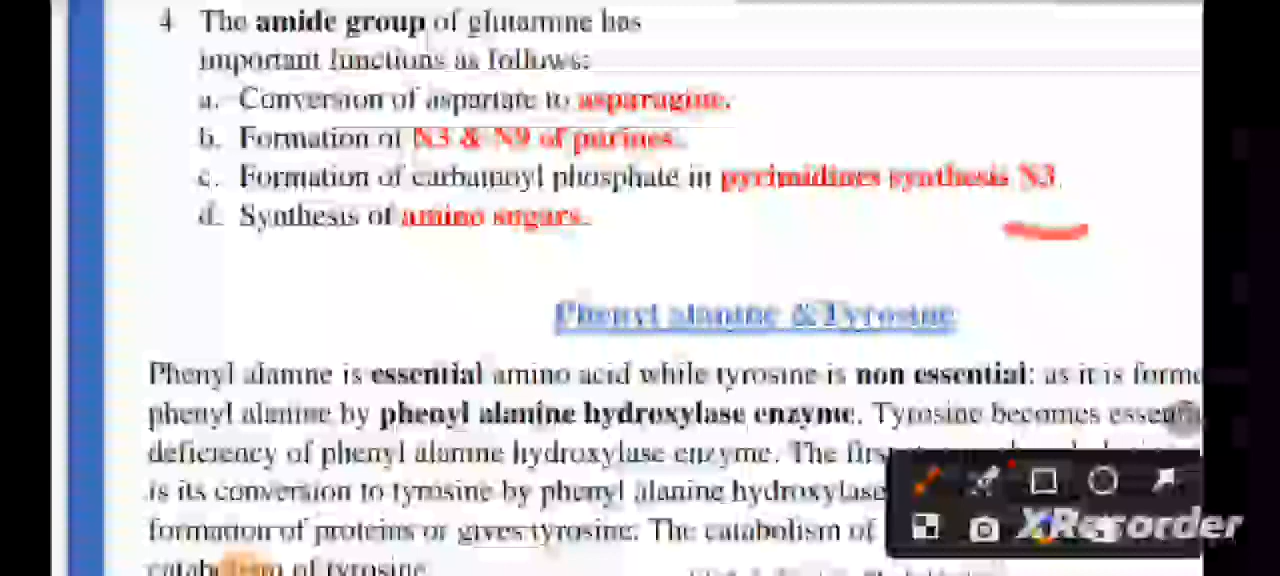 4 The amide group of glutamine has
important functions as follows:
a. Conversion of aspartate to asparagine.
b. Formation of N3 & N9 of purines.
c. Formation of carbamoyl phosphate in pyrimidines synthesis N3.
d. Synthesis of amino sugars.
Phenyl alanine & Tyrosine
Phenyl alanine is essential amino acid while tyrosine is non essential: as it is forme
phenyl alanine by phenyl alanine hydroxylase enzyme. Tyrosine becomes essen
deficiency of phenyl alanine hydroxylase enzyme. The firs
is its conversion to tyrosine by phenyl alanine hydroxylase
formation of proteins or gives tyrosine. The catabolism of
catabolism of tyrosine
XRecorder